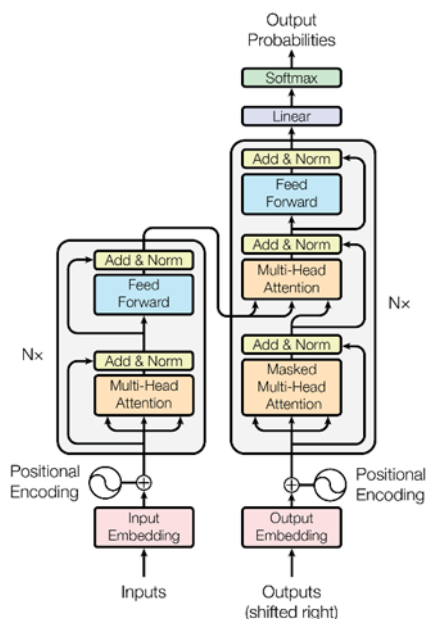 Output
Probabilities
Softmax
Linear
Add & Norm
Feed
Forward
Add & Norm
Multi-Head
Attention
Nx
Add & Norm
Masked
Multi-Head
Attention
Positional
Encoding
Output
Embedding
Outputs
(shifted right)
Add & Norm
Feed
Forward
Nx
Add & Norm
Multi-Head
Attention
Positional
Encoding
Input
Embedding
Inputs